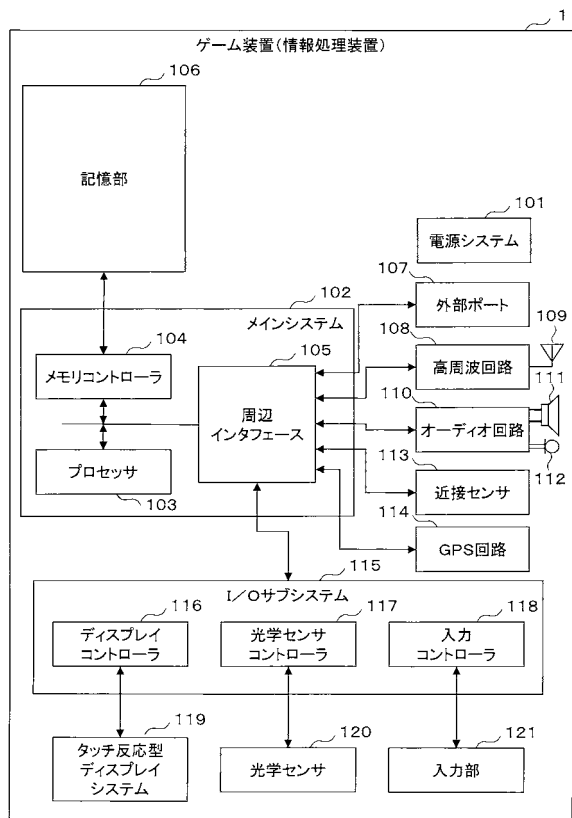 1
ゲーム装置(情報処理装置)
106
記憶部
101
電源システム
107
外部ポート
102
メインシステム
108
高周波回路
109
104
メモリコントローラ
105
周辺
インタフェース
110
オーディオ回路
111
112
プロセッサ
103
113
近接センサ
114
GPS回路
115
I/Oサブシステム
116
ディスプレイ
コントローラ
117
光学センサ
コントローラ
118
入力
コントローラ
119
タッチ反応型
ディスプレイ
システム
120
光学センサ
121
入力部